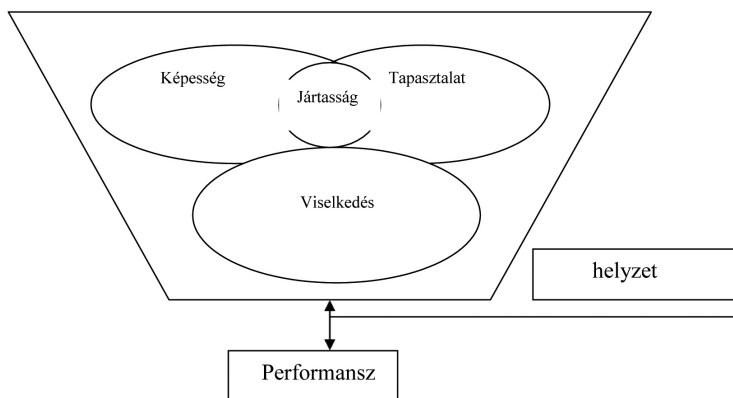 Képesség
Jártasság
Tapasztalat
Viselkedés
helyzet
Performansz